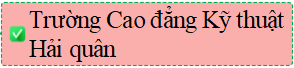 ✅ Trường Cao đẳng Kỹ thuật
Hải quân